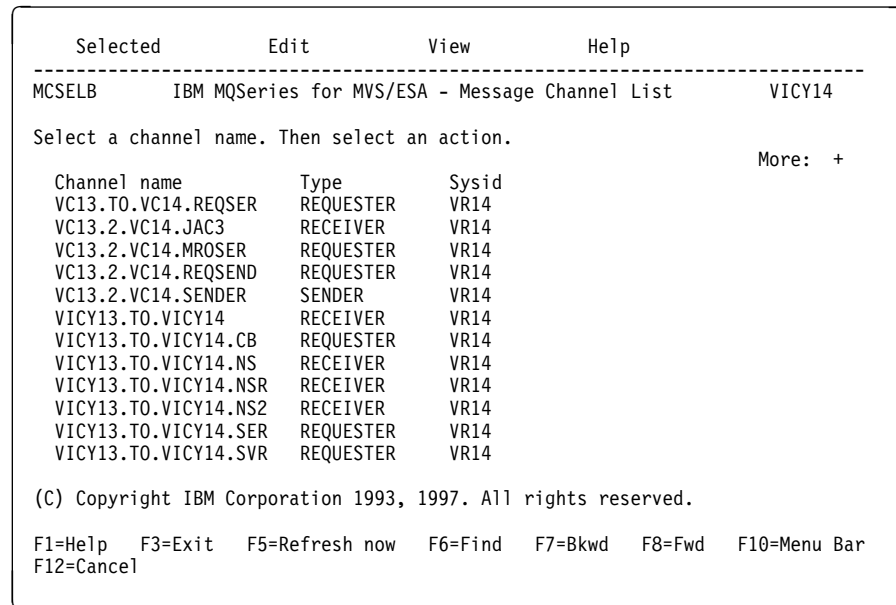 Selected Edit View Help
--------------------------------------------------------------------------------
MCSELB IBM MQSeries for MVS/ESA - Message Channel List VICY14
Select a channel name. Then select an action.
More: +
Channel name Type Sysid
VC13.TO.VC14.REQSER REQUESTER VR14
VC13.2.VC14.JAC3 RECEIVER VR14
VC13.2.VC14.MROSER REQUESTER VR14
VC13.2.VC14.REQSEND REQUESTER VR14
VC13.2.VC14.SENDER SENDER VR14
VICY13.TO.VICY14 RECEIVER VR14
VICY13.TO.VICY14.CB REQUESTER VR14
VICY13.TO.VICY14.NS RECEIVER VR14
VICY13.TO.VICY14.NSR RECEIVER VR14
VICY13.TO.VICY14.NS2 RECEIVER VR14
VICY13.TO.VICY14.SER REQUESTER VR14
VICY13.TO.VICY14.SVR REQUESTER VR14
(C) Copyright IBM Corporation 1993, 1997. All rights reserved.
F1=Help F3=Exit F5=Refresh now F6=Find F7=Bkwd F8=Fwd F10=Menu Bar
F12=Cancel